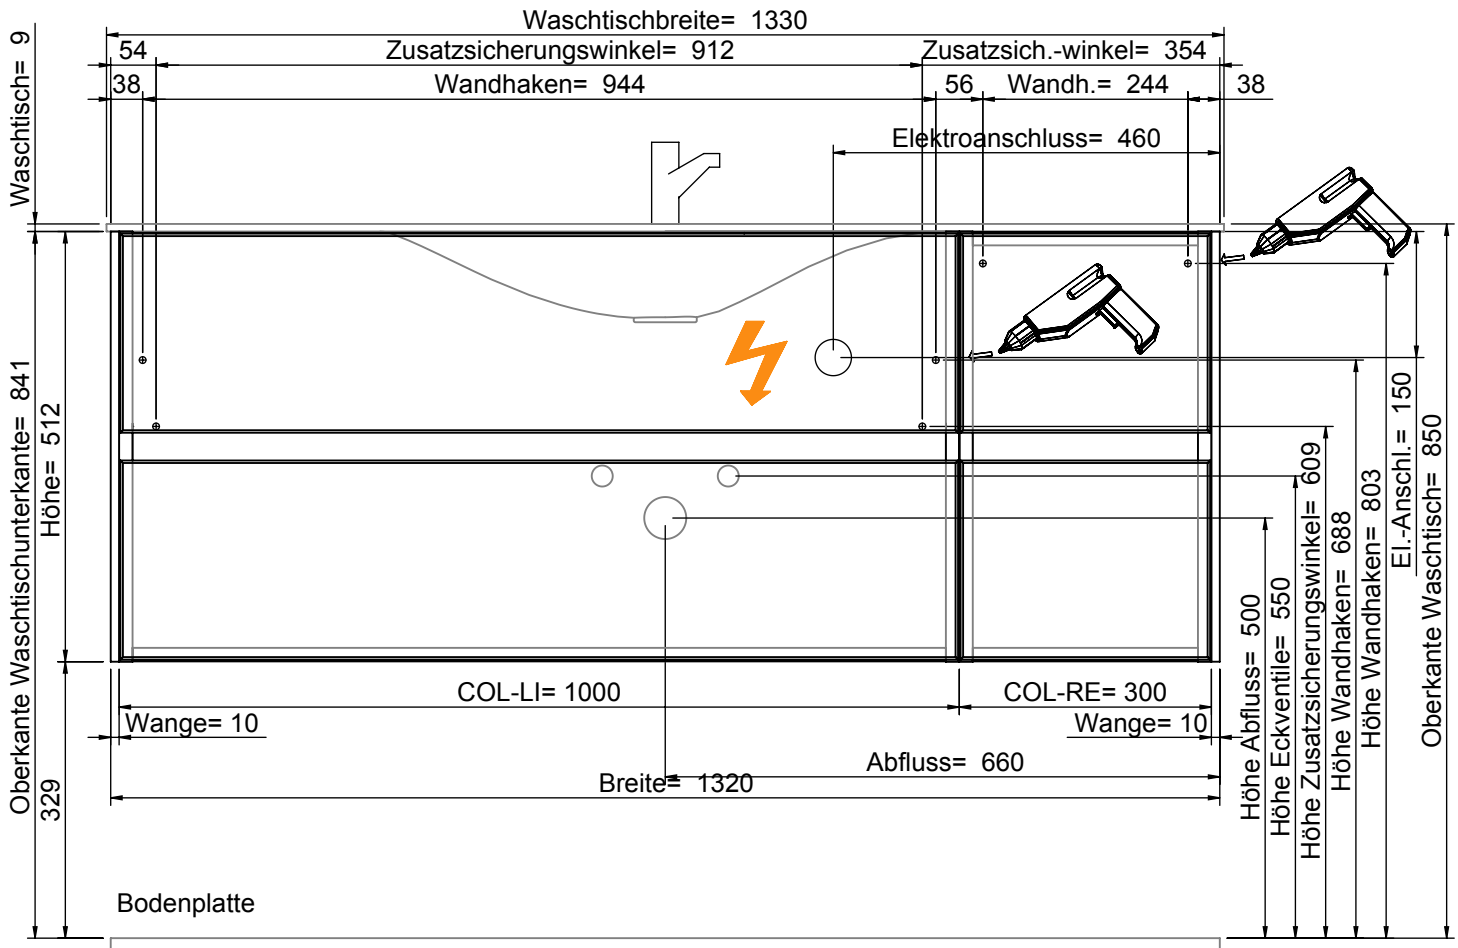 Waschtischbreite= 1330
54
Zusatzsicherungswinkel= 912
Zusatzsich.-winkel= 354
38
Wandhaken= 944
56
Wandh.= 244
38
Elektroanschluss= 460
Waschtisch= 9
Oberkante Waschtischunterkante= 841
Höhe= 512
329
COL-LI= 1000
COL-RE= 300
Wange= 10
Wange= 10
Abfluss= 660
Breite= 1320
Höhe Abfluss= 500
Höhe Eckventile= 550
Höhe Zusatzsicherungswinkel= 609
Höhe Wandhaken= 688
Höhe Wandhaken= 803
El.-Anschl.= 150
Oberkante Waschtisch= 850
Bodenplatte